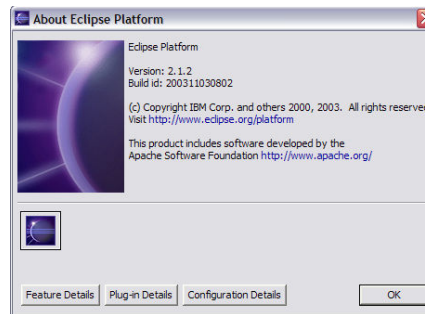 About Eclipse Platform
Eclipse Platform
Version: 2.1.2
Build id: 200311030802
(c) Copyright IBM Corp. and others 2000, 2003. All rights reserve
Visit http://www.eclipse.org/platform
This product includes software developed by the
Apache Software Foundation http://www.apache.org/
Feature Details Plug-in Details Configuration Details OK